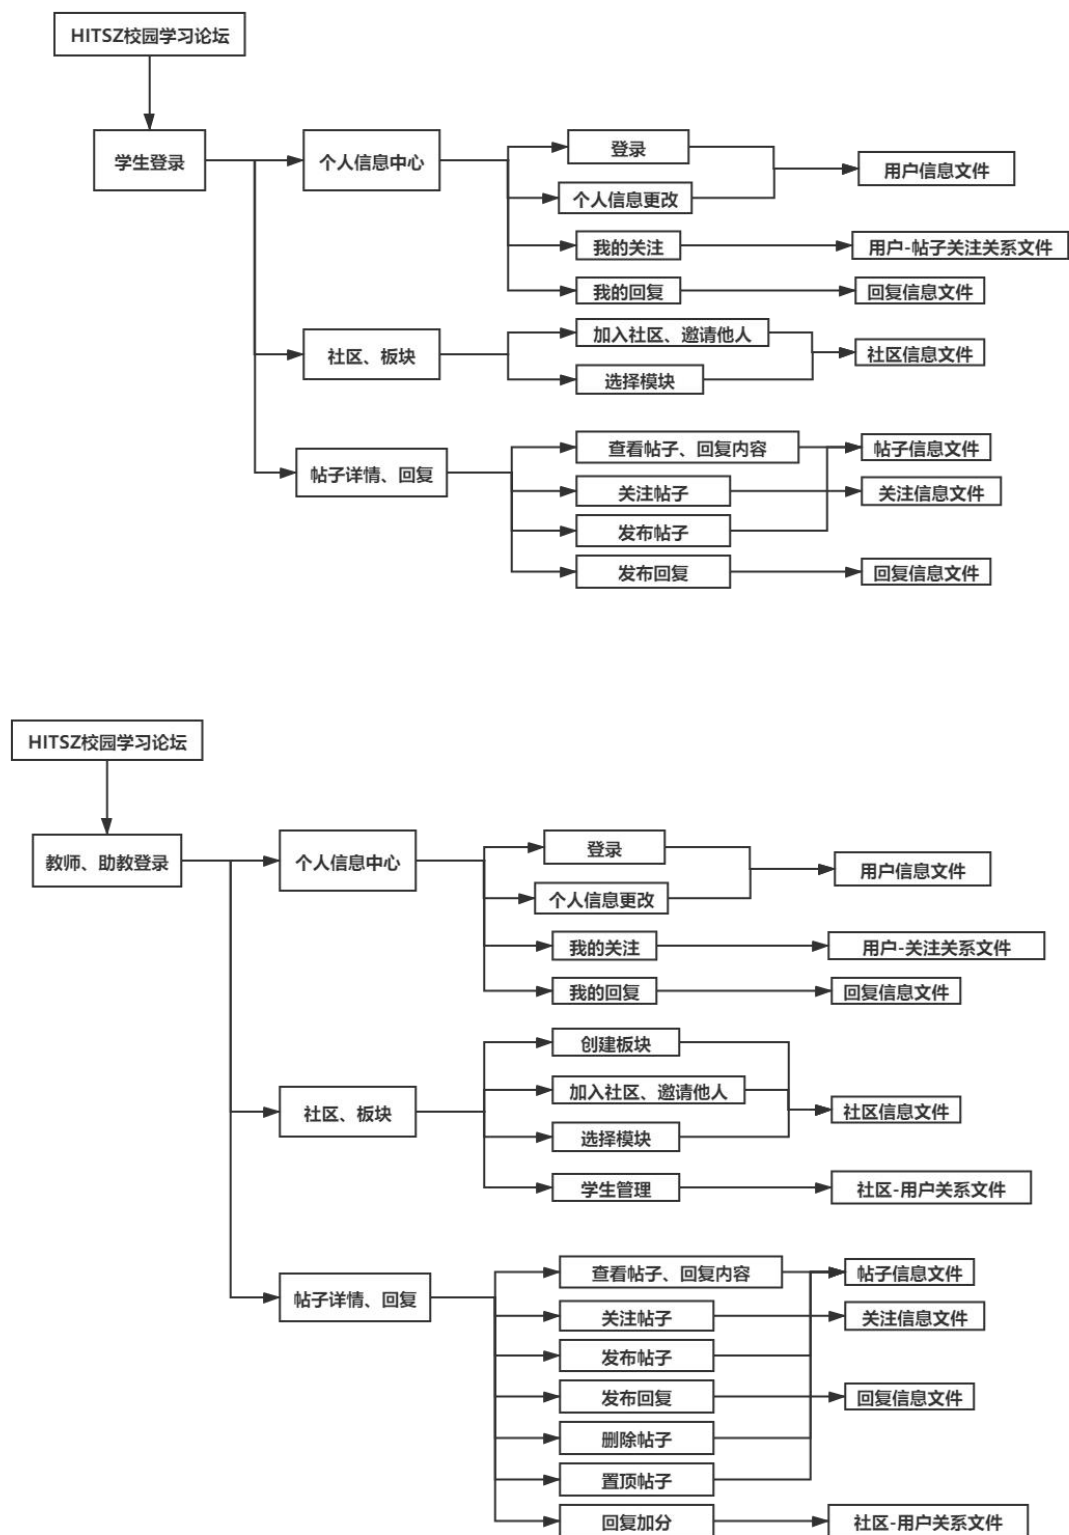 HITSZ校园学习论坛
学生登录
个人信息中心
登录
用户信息文件
个人信息更改
我的关注
用户-帖子关注关系文件
我的回复
回复信息文件
社区、板块
加入社区、邀请他人
社区信息文件
选择模块
帖子详情、回复
查看帖子、回复内容
帖子信息文件
关注帖子
关注信息文件
发布帖子
发布回复
回复信息文件
HITSZ校园学习论坛
教师、助教登录
个人信息中心
登录
用户信息文件
个人信息更改
我的关注
用户-关注关系文件
我的回复
回复信息文件
社区、板块
创建板块
加入社区、邀请他人
社区信息文件
选择模块
学生管理
社区-用户关系文件
帖子详情、回复
查看帖子、回复内容
帖子信息文件
关注帖子
关注信息文件
发布帖子
发布回复
回复信息文件
删除帖子
置顶帖子
回复加分
社区-用户关系文件